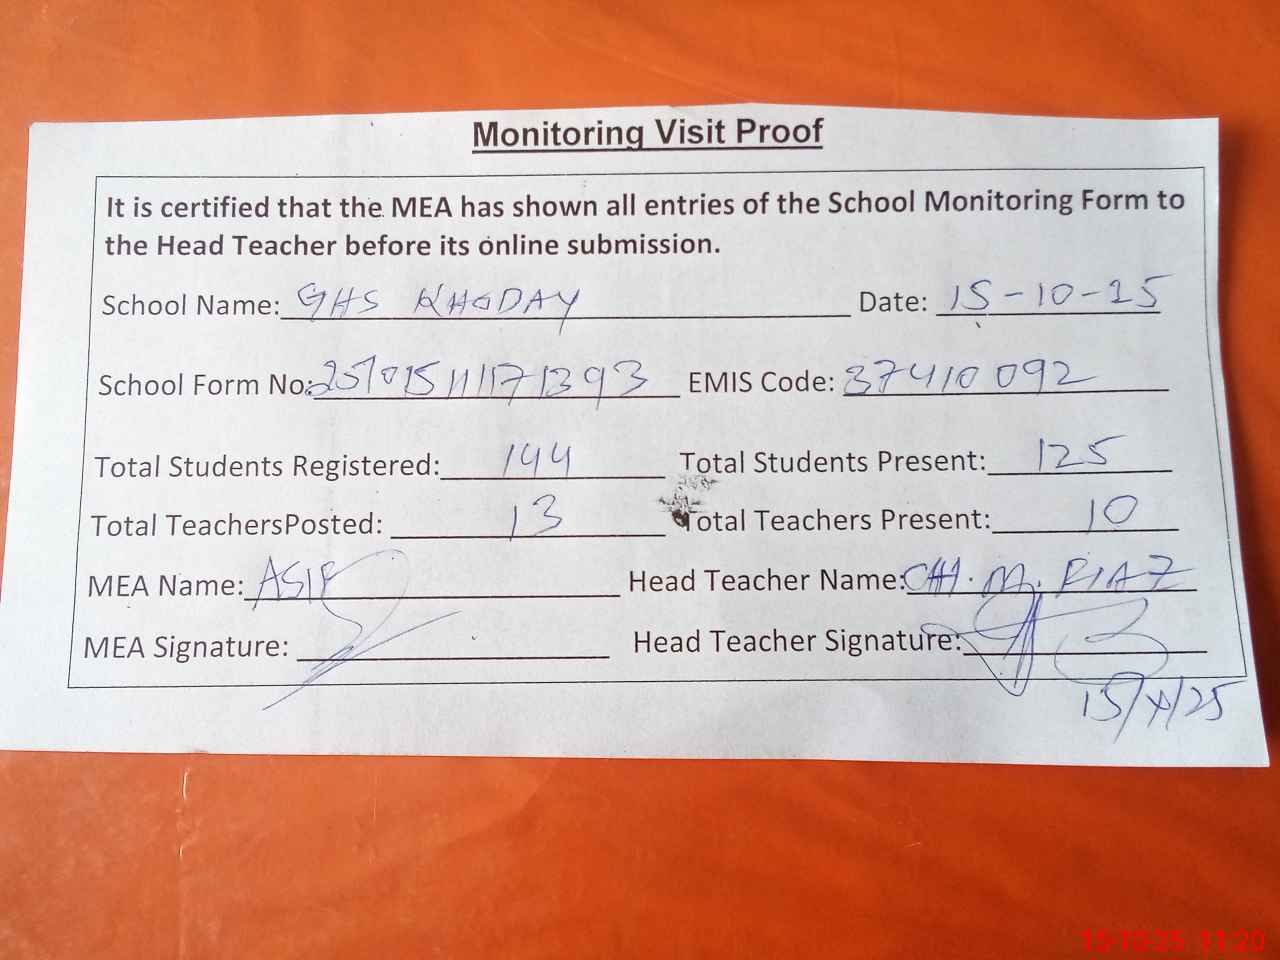 Monitoring Visit Proof
It is certified that the MEA has shown all entries of the School Monitoring Form to
the Head Teacher before its online submission.
School Name: GHS KHODAY Date: 15-10-25
School Form No: EMIS Code: 37410092
Total Students Registered: 144 Total Students Present: 125
Total TeachersPosted: 13 Total Teachers Present: 10
MEA Name: ASIF Head Teacher Name: CH. M. RIAZ
MEA Signature: Head Teacher Signature:
15/X/25
15-10-25 11:20